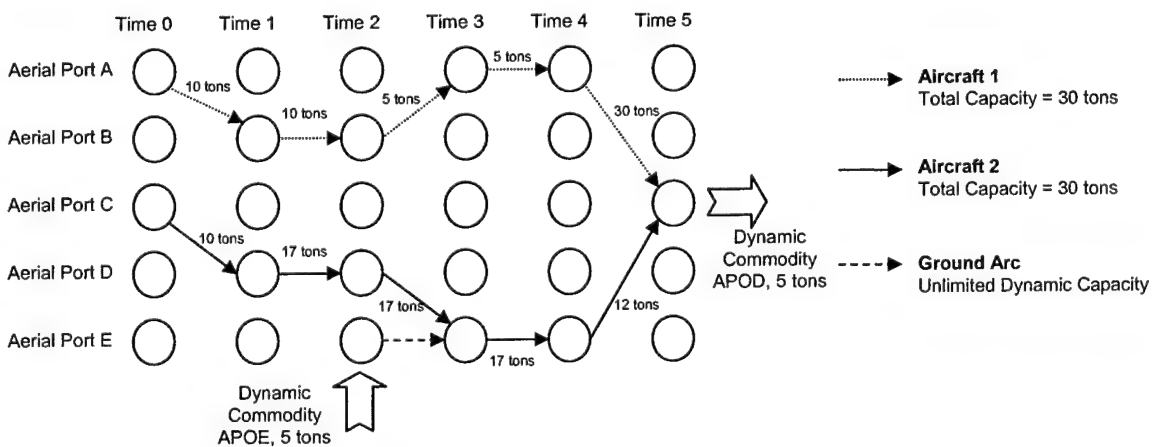 Time 0 Time 1 Time 2 Time 3 Time 4 Time 5
Aerial Port A
Aerial Port B
Aerial Port C
Aerial Port D
Aerial Port E
10 tons
10 tons
5 tons
5 tons
30 tons
10 tons
17 tons
17 tons
17 tons
12 tons
Dynamic
Commodity
APOE, 5 tons
Dynamic
Commodity
APOD, 5 tons
Aircraft 1
Total Capacity = 30 tons
Aircraft 2
Total Capacity = 30 tons
Ground Arc
Unlimited Dynamic Capacity